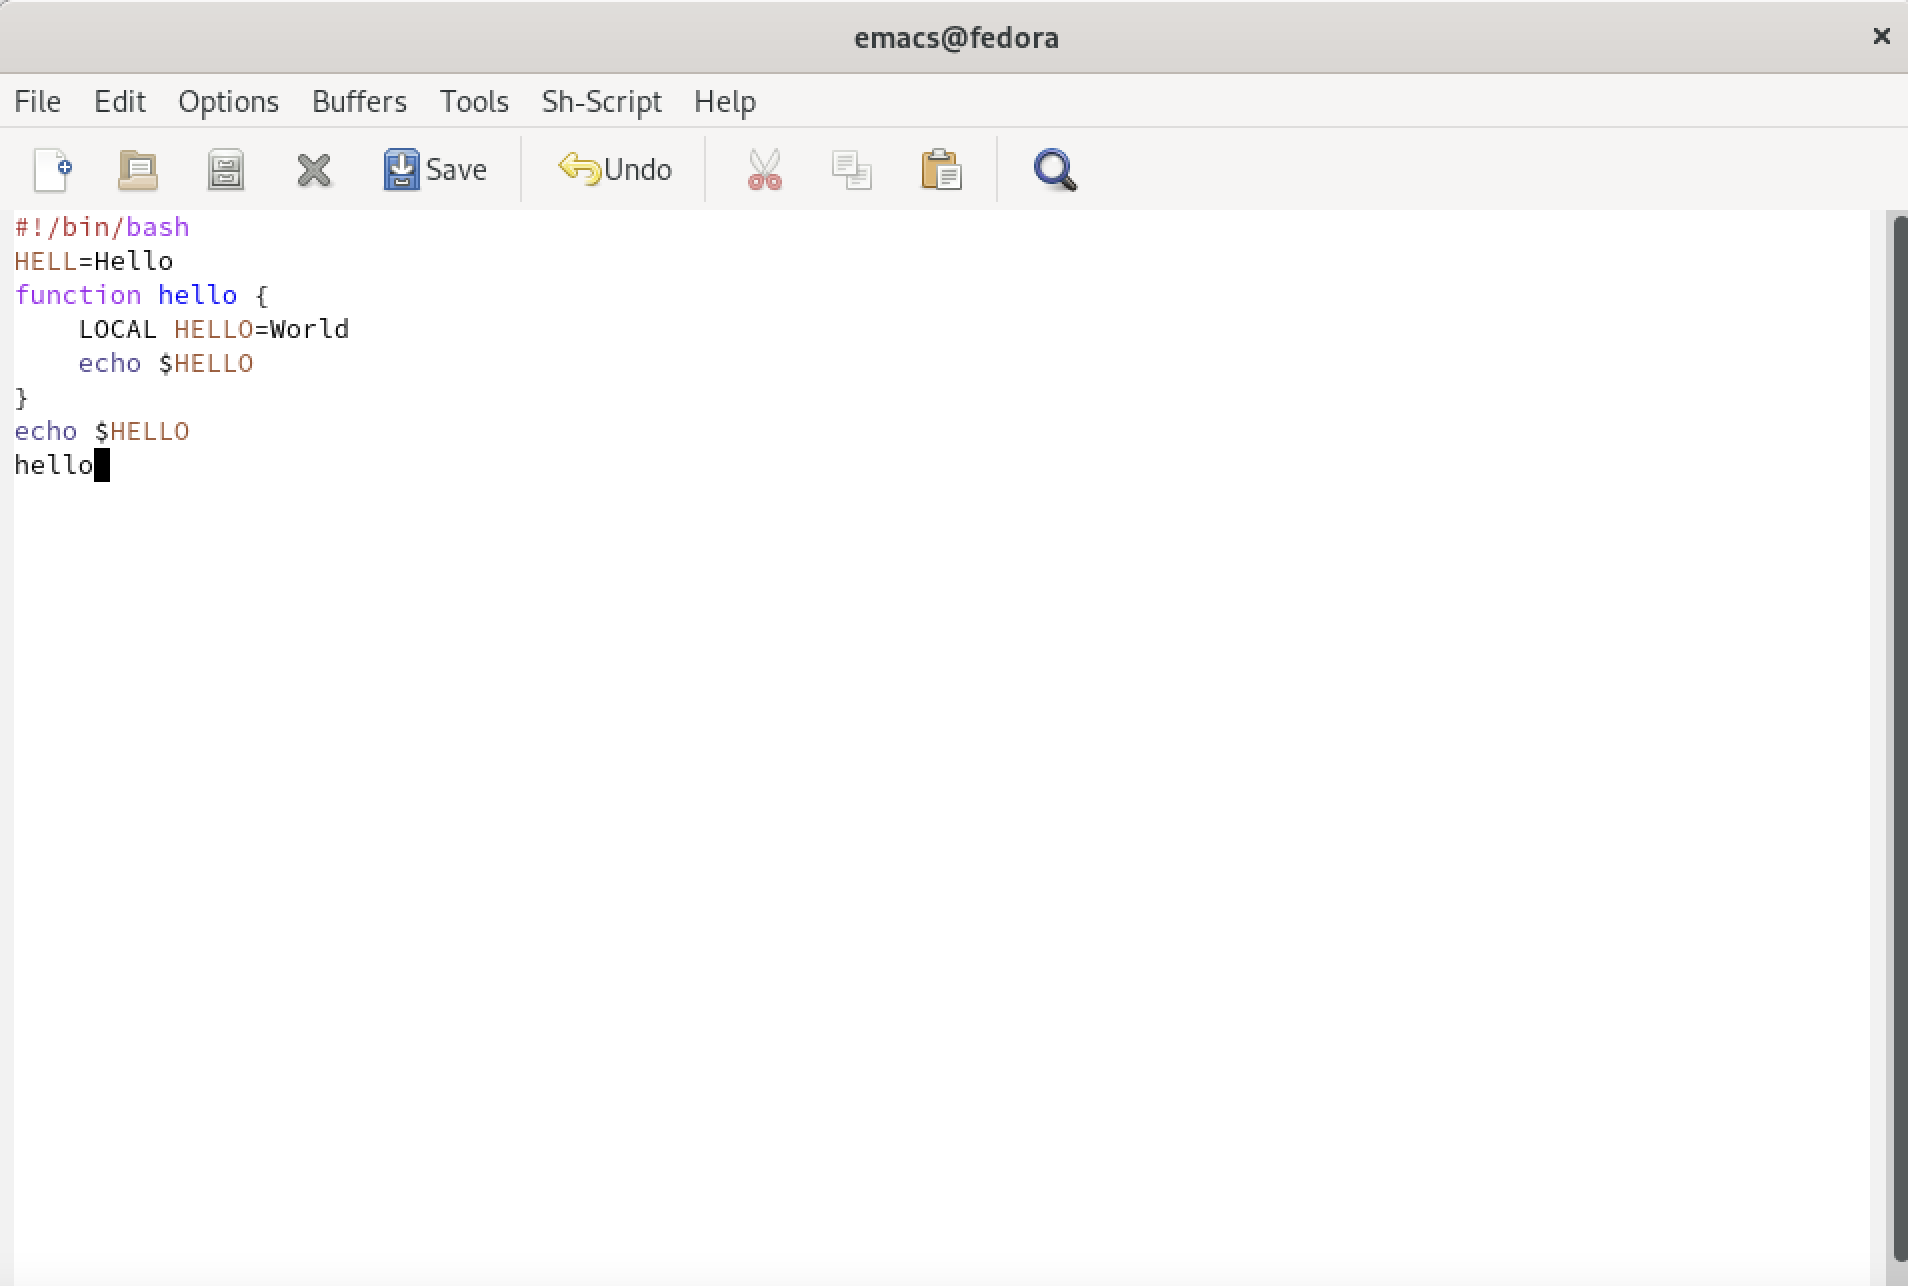 emacs@fedora
File Edit Options Buffers Tools Sh-Script Help
Save Undo
#!/bin/bash
HELL=Hello
function hello {
    LOCAL HELLO=World
    echo $HELLO
}
echo $HELLO
hello